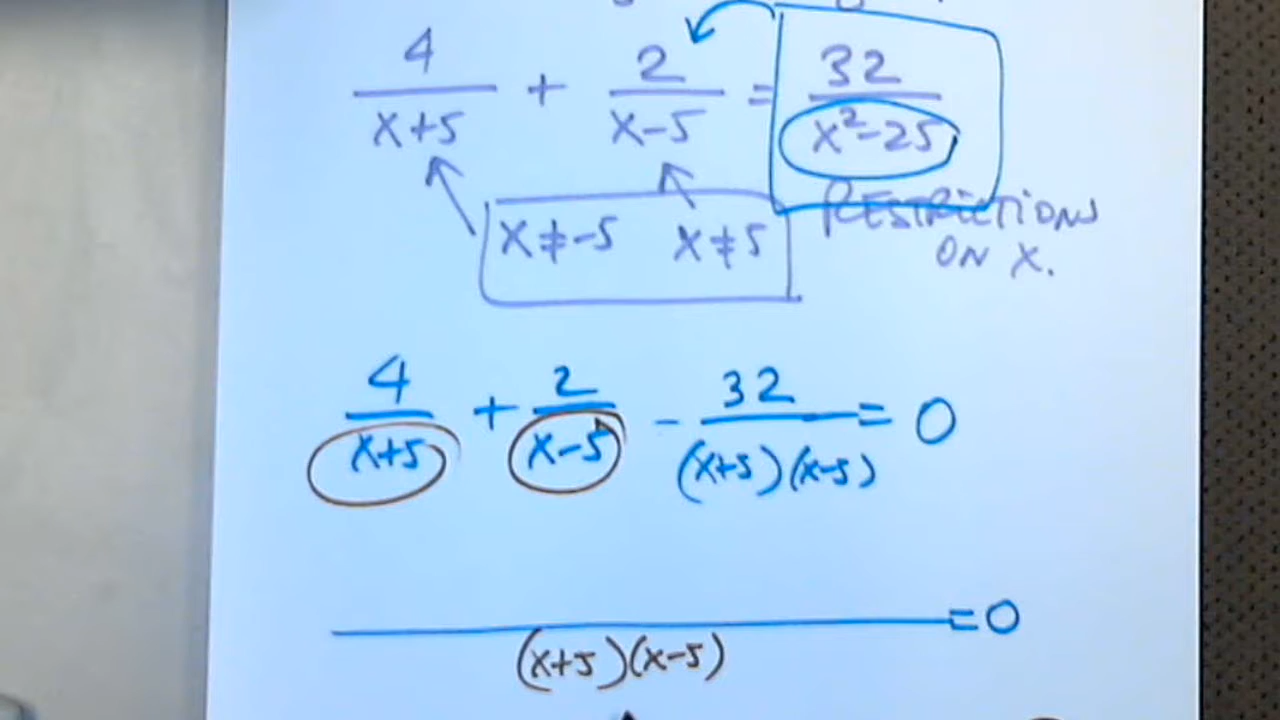 4/(x+5) + 2/(x-5) = 32/(x²-25)
x≠-5 x≠5
RESTRICTIONS
ON X.
4/(x+5) + 2/(x-5) - 32/((x+5)(x-5)) = 0
/((x+5)(x-5)) = 0